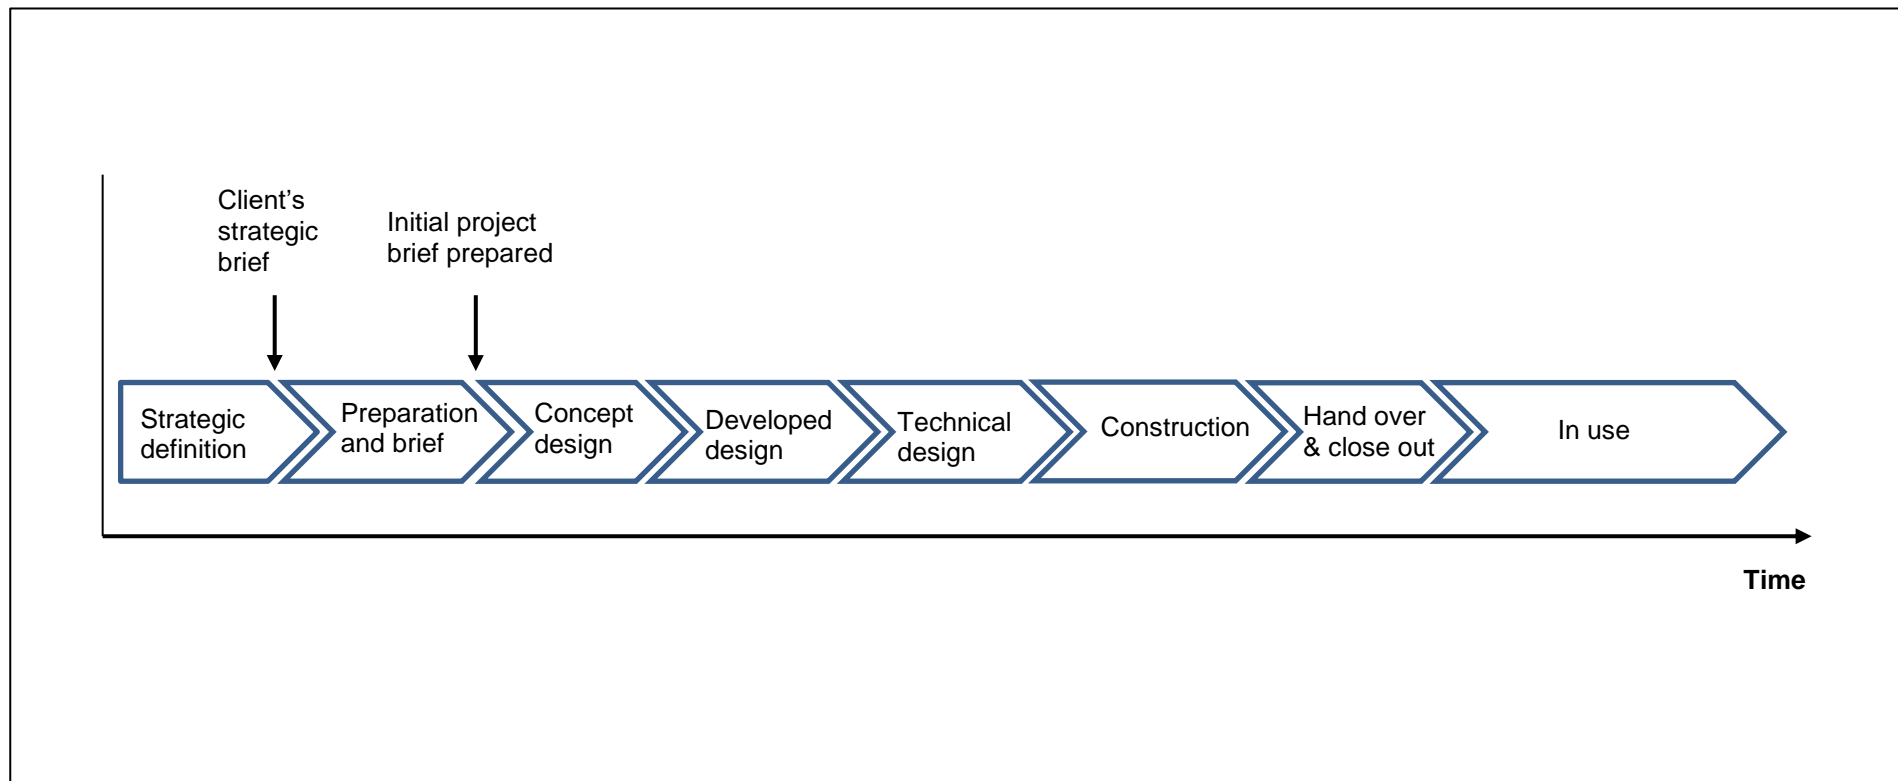 Client’s
strategic
brief
Initial project
brief prepared
Strategic
definition
Preparation
and brief
Concept
design
Developed
design
Technical
design
Construction
Hand over
& close out
In use
Time